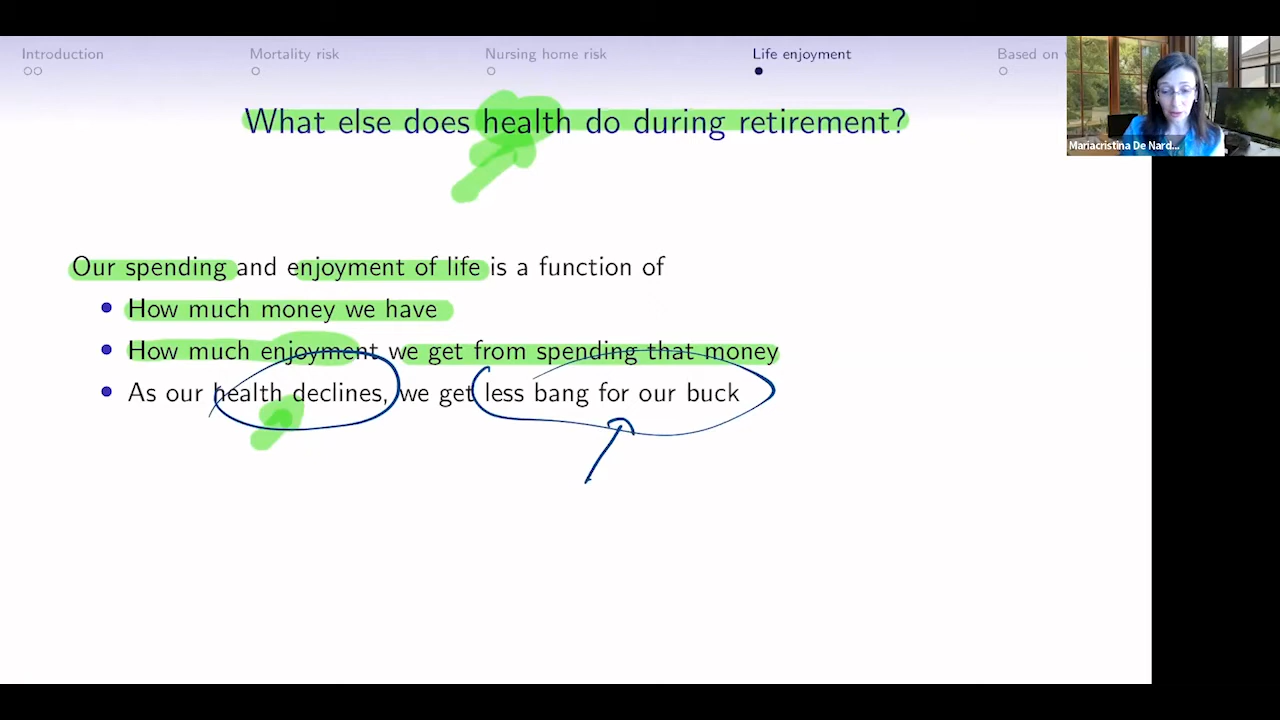 Introduction Mortality risk Nursing home risk Life enjoyment Based on
What else does health do during retirement?
Mariacristina De Nard...
Our spending and enjoyment of life is a function of
• How much money we have
• How much enjoyment we get from spending that money
• As our health declines, we get less bang for our buck